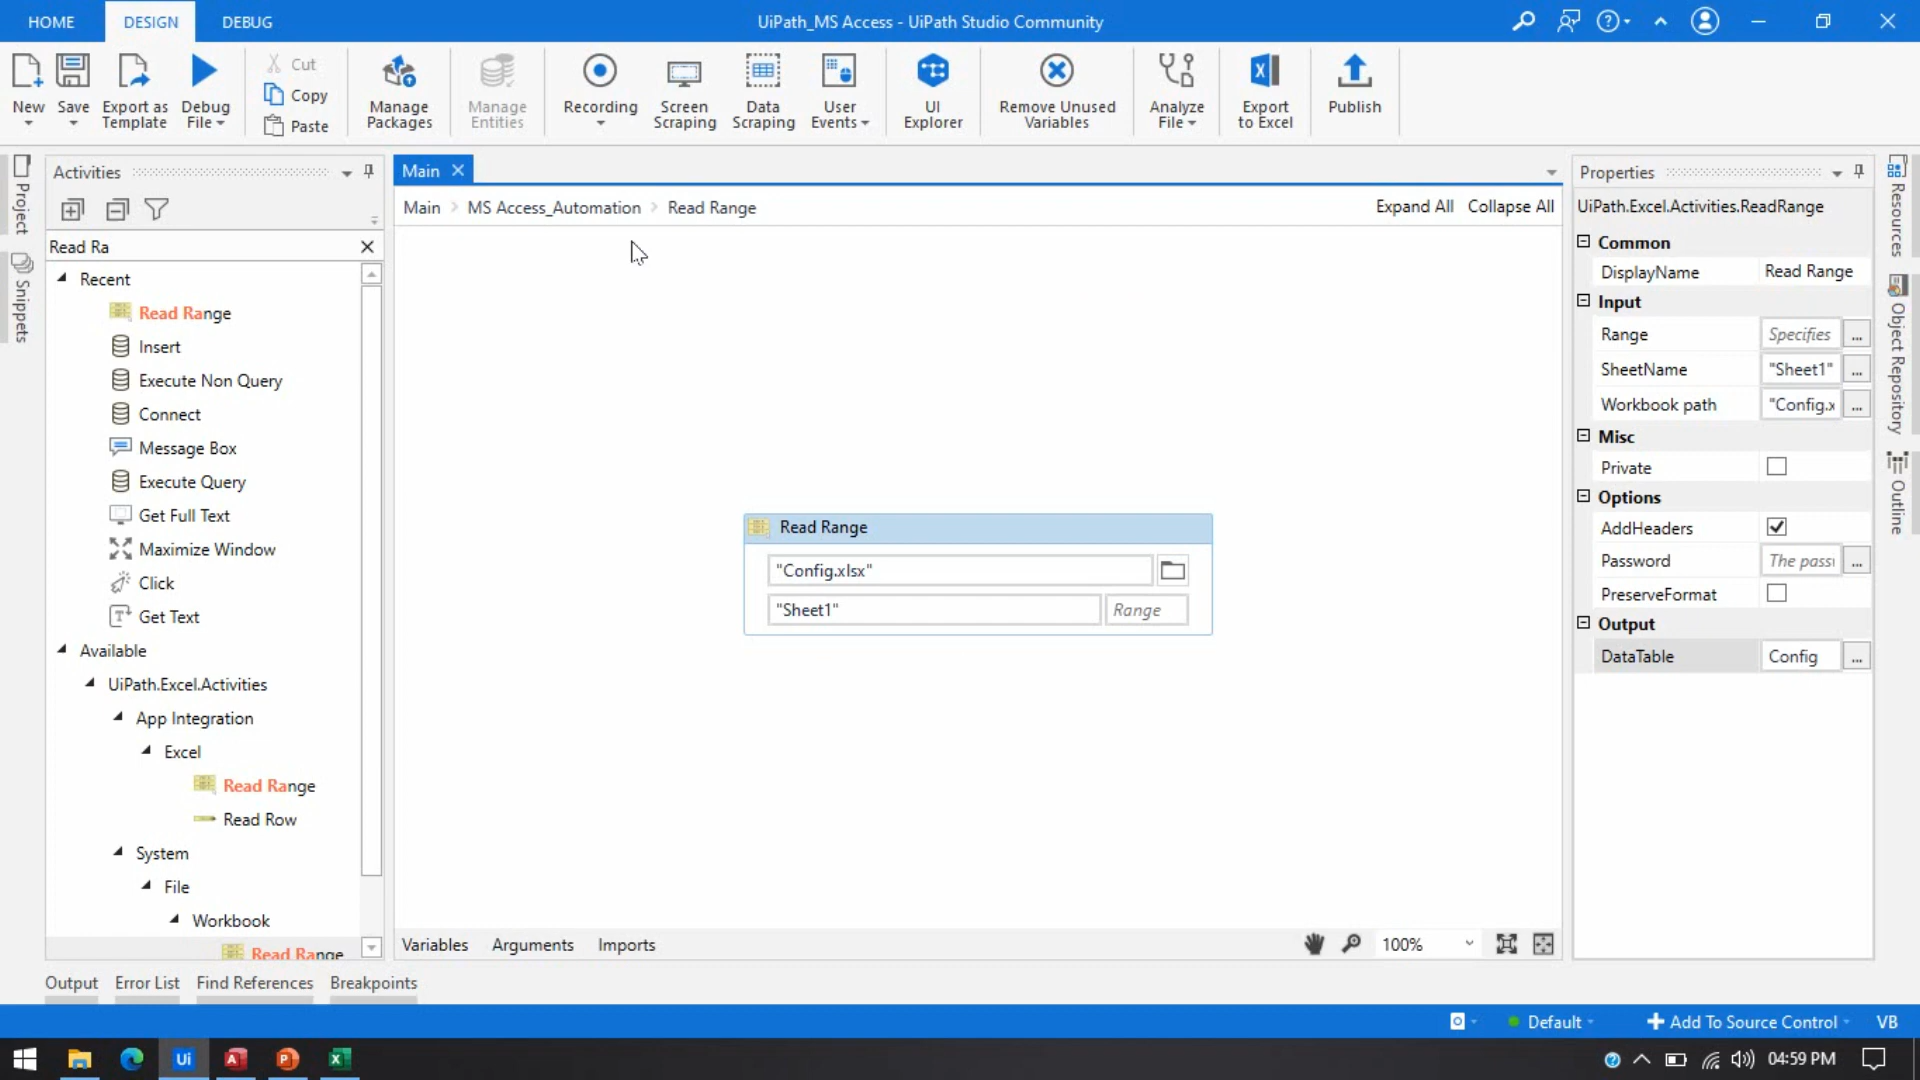 HOME DESIGN DEBUG UiPath_MS Access - UiPath Studio Community
New Save Export as Template Debug File Cut Copy Paste Manage Packages Manage Entities Recording Screen Scraping Data Scraping User Events UI Explorer Remove Unused Variables Analyze File Export to Excel Publish
Project
Snippets
Activities
Read Ra
Recent
Read Range
Insert
Execute Non Query
Connect
Message Box
Execute Query
Get Full Text
Maximize Window
Click
Get Text
Available
UiPath.Excel.Activities
App Integration
Excel
Read Range
Read Row
System
File
Workbook
Read Range
Main
Main MS Access_Automation Read Range Expand All Collapse All
Read Range
"Config.xlsx"
"Sheet1" Range
Variables Arguments Imports 100%
Properties
UiPath.Excel.Activities.ReadRange
Common
DisplayName Read Range
Input
Range Specifies ...
SheetName "Sheet1" ...
Workbook path "Config.x ...
Misc
Private
Options
AddHeaders
Password The pass ...
PreserveFormat
Output
DataTable Config ...
Resources
Object Repository
Outline
Output Error List Find References Breakpoints
Default Add To Source Control VB
Ui 04:59 PM